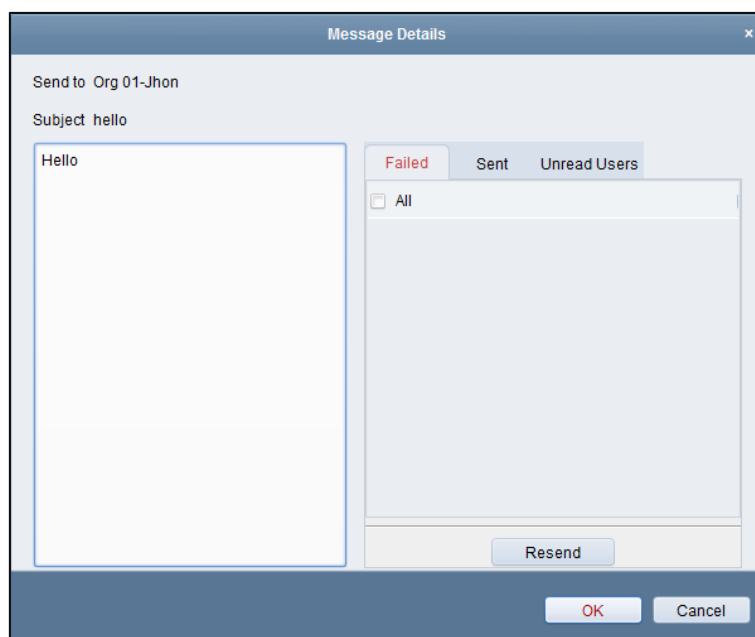 Message Details
×
Send to Org 01-Jhon
Subject hello
Hello
Failed Sent Unread Users
All
Resend
OK Cancel